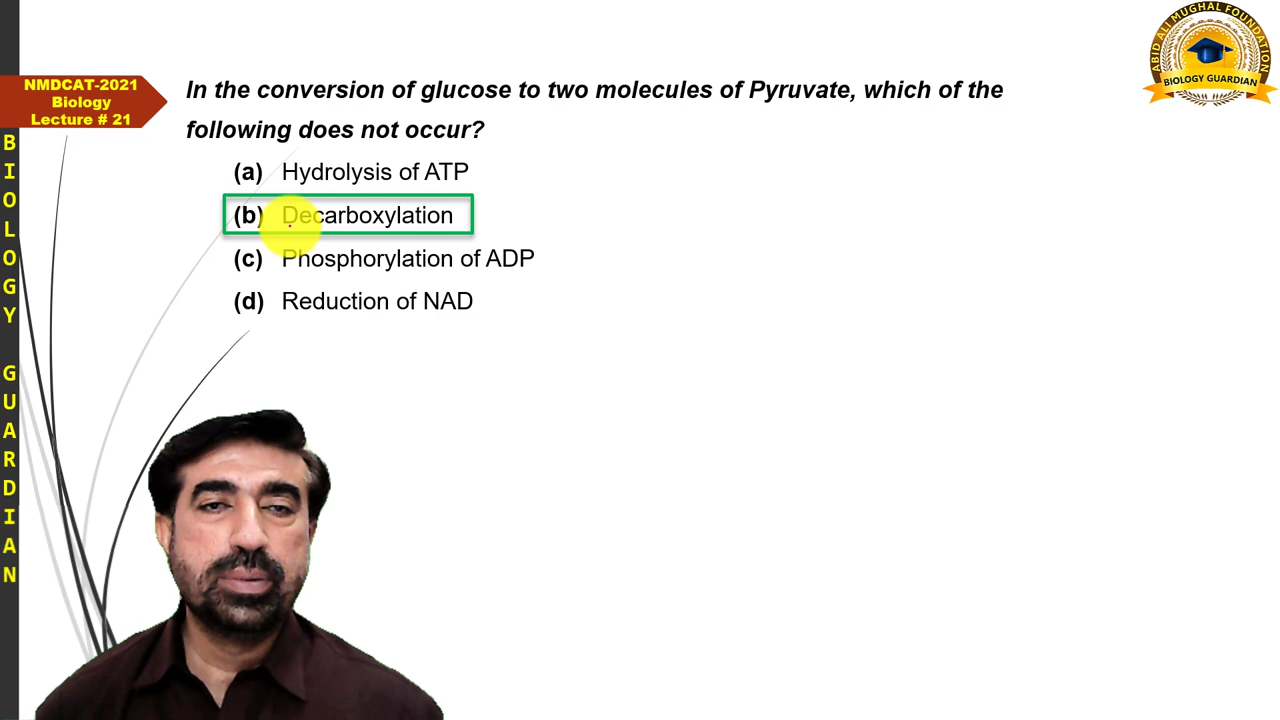 ABID ALI MUGHAL FOUNDATION
BIOLOGY GUARDIAN
NMDCAT-2021
Biology
Lecture # 21
In the conversion of glucose to two molecules of Pyruvate, which of the
following does not occur?
(a) Hydrolysis of ATP
(b) Decarboxylation
(c) Phosphorylation of ADP
(d) Reduction of NAD
BIOLOGY GUARDIAN